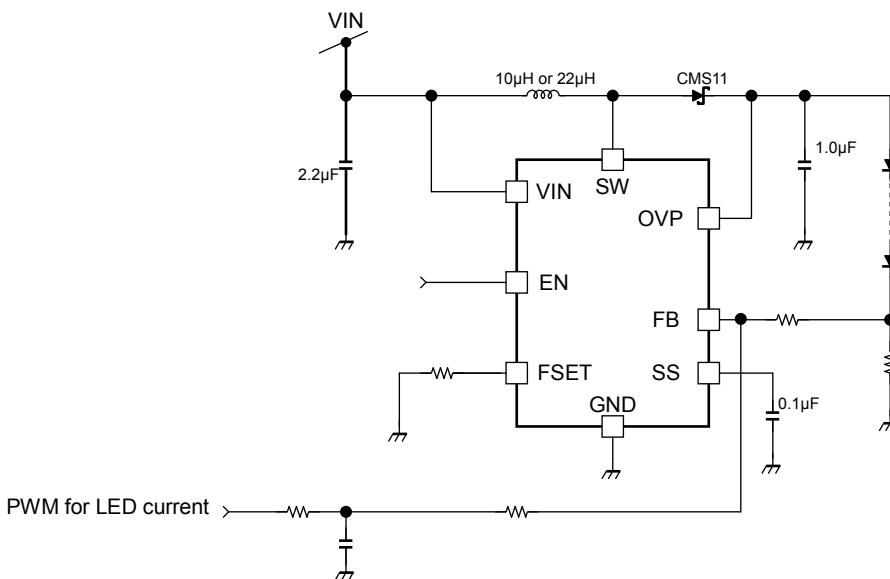 VIN
10µH or 22µH
CMS11
2.2µF
1.0µF
SW
VIN
OVP
EN
FB
FSET
SS
GND
0.1µF
PWM for LED current